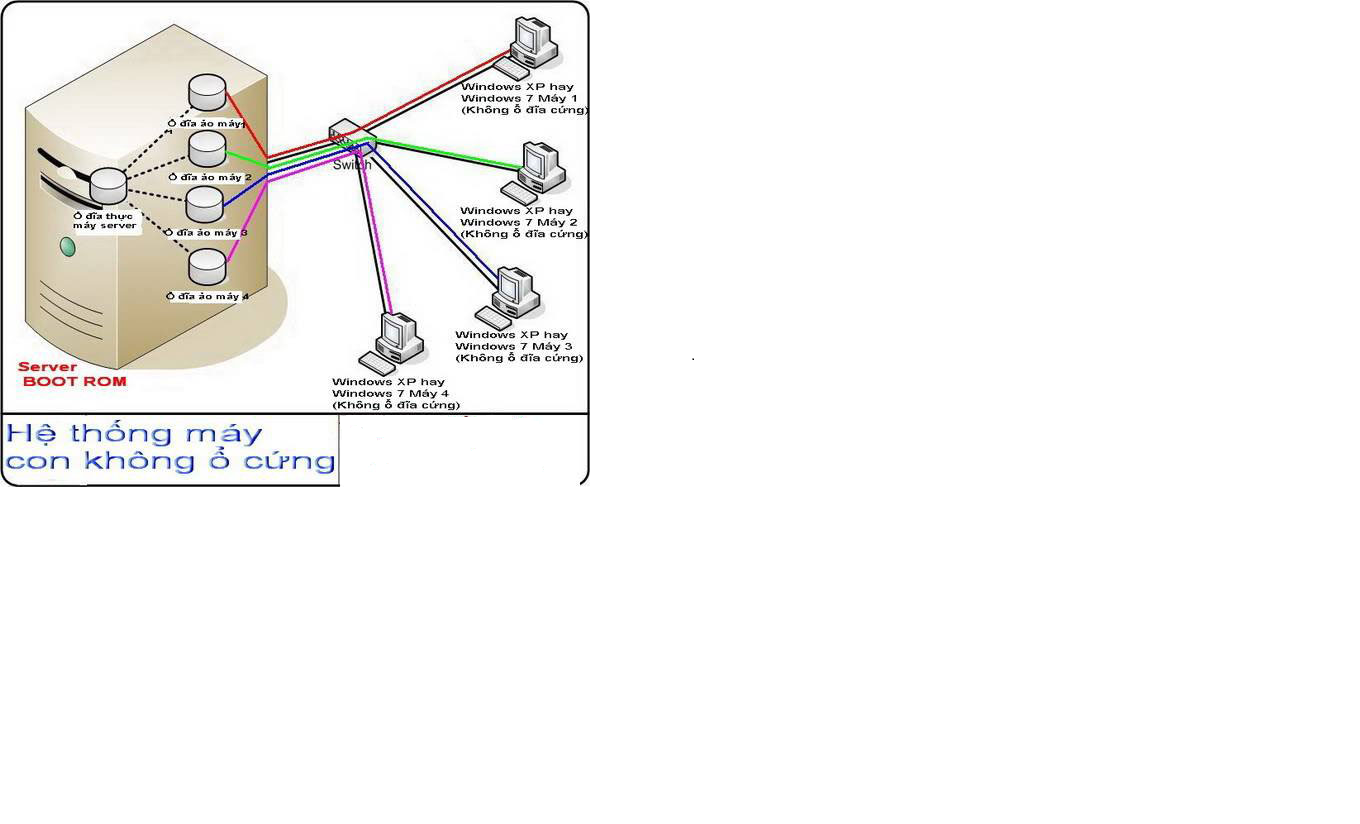 Ổ đĩa ảo máy1
Ổ đĩa ảo máy 2
Ổ đĩa thực
máy server
Ổ đĩa ảo máy 3
Ổ đĩa ảo máy 4
Server
BOOT ROM
Switch
Windows XP hay
Windows 7 Máy 1
(Không ổ đĩa cứng)
Windows XP hay
Windows 7 Máy 2
(Không ổ đĩa cứng)
Windows XP hay
Windows 7 Máy 3
(Không ổ đĩa cứng)
Windows XP hay
Windows 7 Máy 4
(Không ổ đĩa cứng)
Hệ thống máy
con không ổ cứng